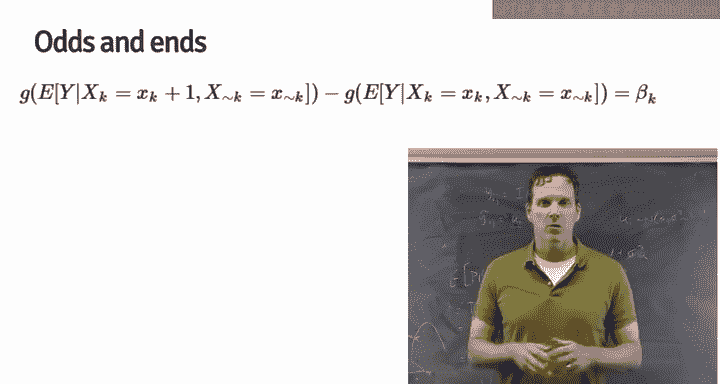 Odds and ends
g(E[Y|X_k = x_k + 1, X_{~k} = x_{~k}]) − g(E[Y|X_k = x_k, X_{~k} = x_{~k}]) = β_k